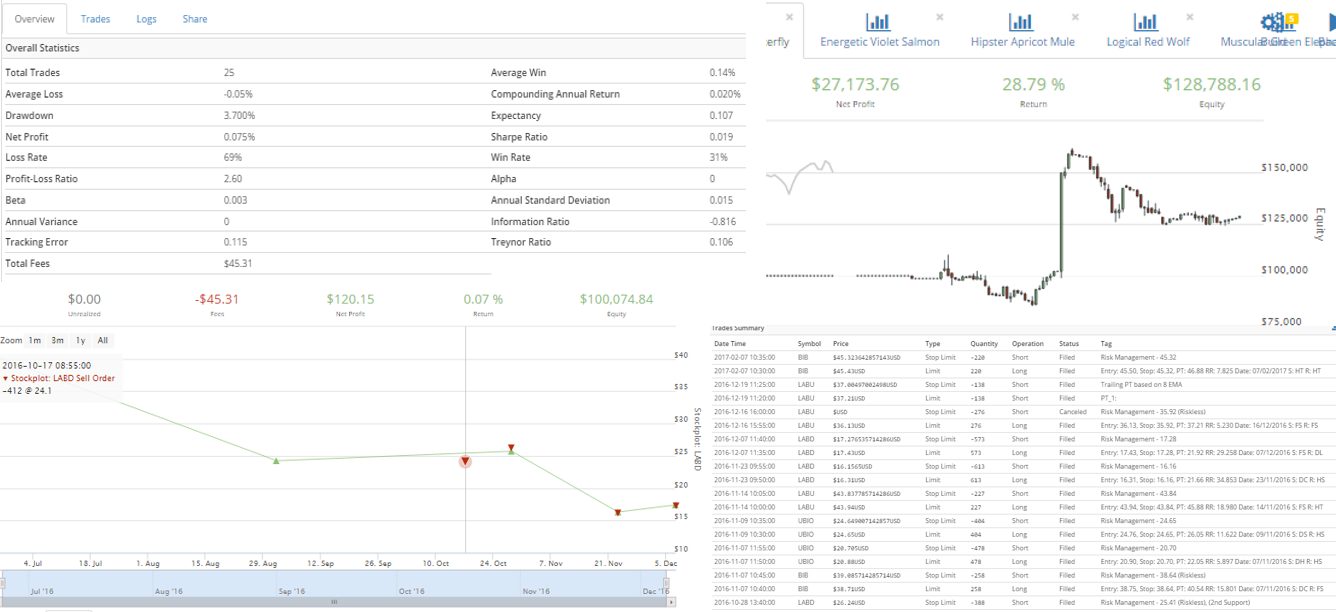 Overview Trades Logs Share
Overall Statistics
Total Trades 25 Average Win 0.14%
Average Loss -0.05% Compounding Annual Return 0.020%
Drawdown 3.700% Expectancy 0.107
Net Profit 0.075% Sharpe Ratio 0.019
Loss Rate 69% Win Rate 31%
Profit-Loss Ratio 2.60 Alpha 0
Beta 0.003 Annual Standard Deviation 0.015
Annual Variance 0 Information Ratio -0.816
Tracking Error 0.115 Treynor Ratio 0.106
Total Fees $45.31
$0.00 -$45.31 $120.15 0.07 % $100,074.84
Unrealized Fees Net Profit Return Equity
Zoom 1m 3m 1y All
2016-10-17 08:55:00
Stockplot: LABD Sell Order
-412 @ 24.1
$40
$35
$30
$25
$20
$15
$10
Stockplot: LABD
4. Jul 18. Jul 1. Aug 15. Aug 29. Aug 12. Sep 26. Sep 10. Oct 24. Oct 7. Nov 21. Nov 5. Dec
Jul '16 Aug '16 Sep '16 Oct '16 Nov '16 Dec '16
erfly Energetic Violet Salmon Hipster Apricot Mule Logical Red Wolf
5
$27,173.76 28.79 % $128,788.16
Net Profit Return Equity
$150,000
$125,000
$100,000
$75,000
Equity
Trades Summary
Date Time Symbol Price Type Quantity Operation Status Tag
2017-02-07 10:35:00 BIB $45.323642857143USD Stop Limit -220 Short Filled Risk Management - 45.32
2017-02-07 10:30:00 BIB $45.43USD Limit 220 Long Filled Entry: 45.50, Stop: 45.32, PT: 46.88 RR: 7.825 Date: 07/02/2017 S: HT R: HT
2016-12-19 11:25:00 LABU $37.00497002498USD Stop Limit -138 Short Filled Trailing PT based on 8 EMA
2016-12-19 11:20:00 LABU $37.21USD Limit -138 Short Filled PT_1:
2016-12-16 16:00:00 LABU $USD Stop Limit -276 Short Canceled Risk Management - 35.92 (Riskless)
2016-12-16 15:55:00 LABU $36.13USD Limit 276 Long Filled Entry: 36.13, Stop: 35.92, PT: 37.21 RR: 5.230 Date: 16/12/2016 S: FS R: FS
2016-12-07 11:40:00 LABD $17.276535714286USD Stop Limit -573 Short Filled Risk Management - 17.28
2016-12-07 11:35:00 LABD $17.43USD Limit 573 Long Filled Entry: 17.43, Stop: 17.28, PT: 21.92 RR: 29.258 Date: 07/12/2016 S: FS R: DL
2016-11-23 09:55:00 LABD $16.1565USD Stop Limit -613 Short Filled Risk Management - 16.16
2016-11-23 09:50:00 LABD $16.31USD Limit 613 Long Filled Entry: 16.31, Stop: 16.16, PT: 21.66 RR: 34.853 Date: 23/11/2016 S: DC R: HS
2016-11-14 10:05:00 LABU $43.837785714286USD Stop Limit -227 Short Filled Risk Management - 43.84
2016-11-14 10:00:00 LABU $43.94USD Limit 227 Long Filled Entry: 43.94, Stop: 43.84, PT: 45.88 RR: 18.980 Date: 14/11/2016 S: FS R: HT
2016-11-09 10:35:00 UBIO $24.649007142857USD Stop Limit -404 Short Filled Risk Management - 24.65
2016-11-09 10:30:00 UBIO $24.65USD Limit 404 Long Filled Entry: 24.76, Stop: 24.65, PT: 26.05 RR: 11.622 Date: 09/11/2016 S: DS R: HS
2016-11-07 11:55:00 UBIO $20.705USD Stop Limit -478 Short Filled Risk Management - 20.70
2016-11-07 11:50:00 UBIO $20.88USD Limit 478 Long Filled Entry: 20.90, Stop: 20.70, PT: 22.05 RR: 5.897 Date: 07/11/2016 S: DH R: HS
2016-11-07 10:45:00 BIB $39.085714285714USD Stop Limit -258 Short Filled Risk Management - 38.64 (Riskless)
2016-11-07 10:40:00 BIB $38.71USD Limit 258 Long Filled Entry: 38.75, Stop: 38.64, PT: 40.54 RR: 15.801 Date: 07/11/2016 S: DC R: FS
2016-10-28 13:40:00 LABD $26.24USD Stop Limit -388 Short Filled Risk Management - 25.41 (Riskless), (2nd Support)